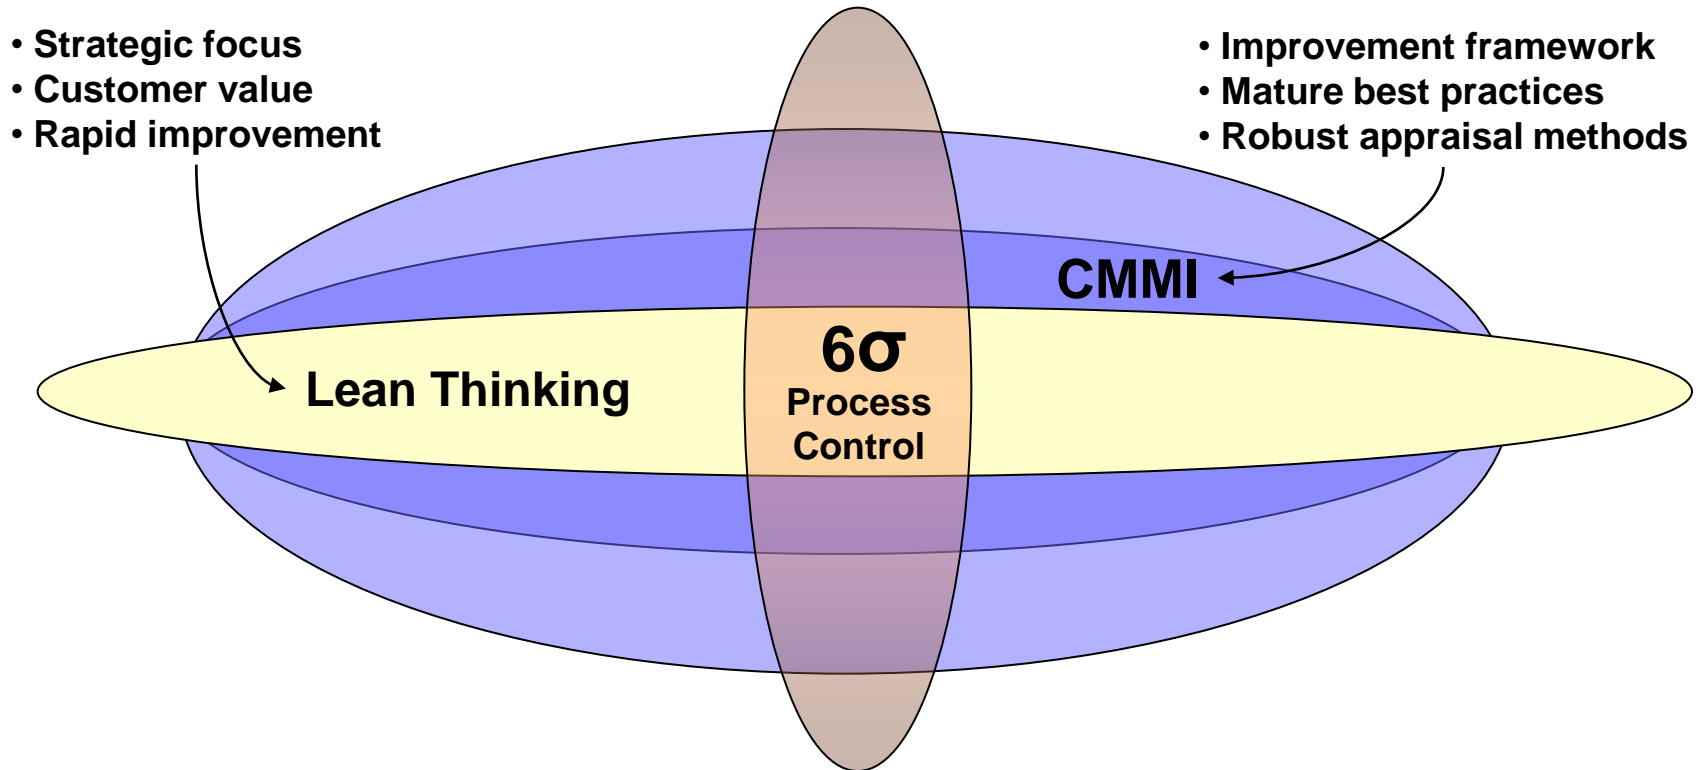 • Strategic focus
• Customer value
• Rapid improvement
• Improvement framework
• Mature best practices
• Robust appraisal methods
CMMI
6σ
Process
Control
Lean Thinking